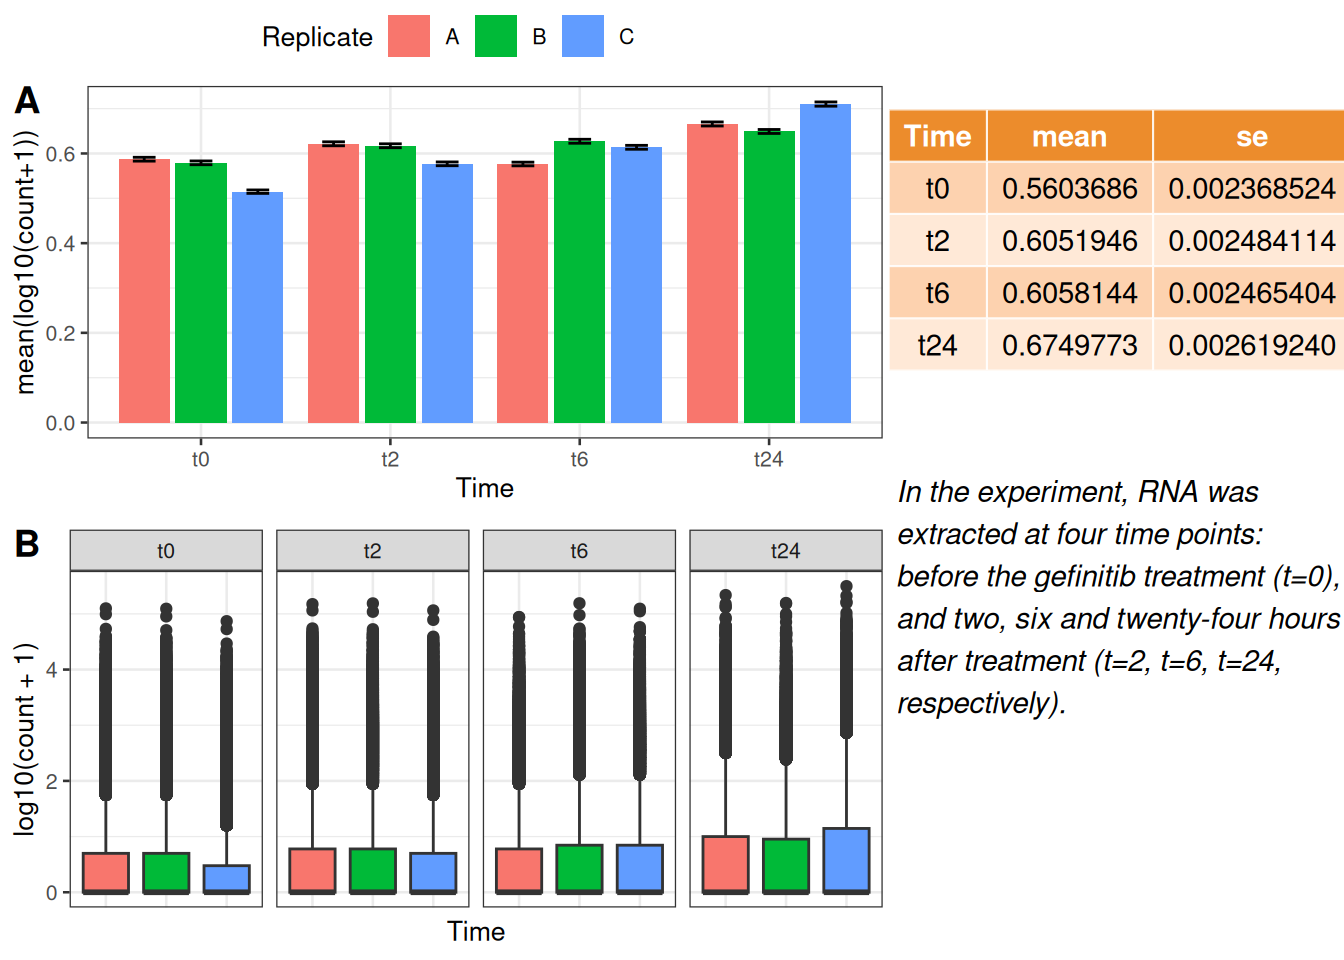 Replicate A B C
A
mean(log10(count+1))
0.6
0.4
0.2
0.0
t0 t2 t6 t24
Time
Time mean se
t0 0.5603686 0.002368524
t2 0.6051946 0.002484114
t6 0.6058144 0.002465404
t24 0.6749773 0.002619240
In the experiment, RNA was
extracted at four time points:
before the gefinitib treatment (t=0),
and two, six and twenty-four hours
after treatment (t=2, t=6, t=24,
respectively).
B
t0 t2 t6 t24
log10(count + 1)
4
2
0
Time